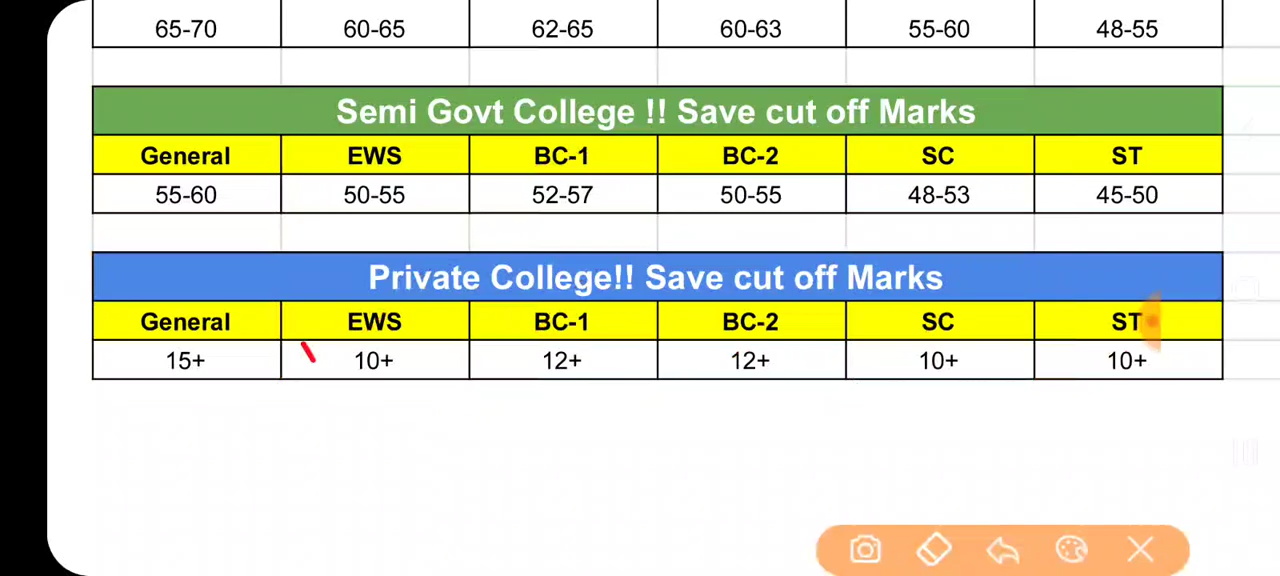 65-70 60-65 62-65 60-63 55-60 48-55
Semi Govt College !! Save cut off Marks
General EWS BC-1 BC-2 SC ST
55-60 50-55 52-57 50-55 48-53 45-50
Private College!! Save cut off Marks
General EWS BC-1 BC-2 SC ST
15+ 10+ 12+ 12+ 10+ 10+